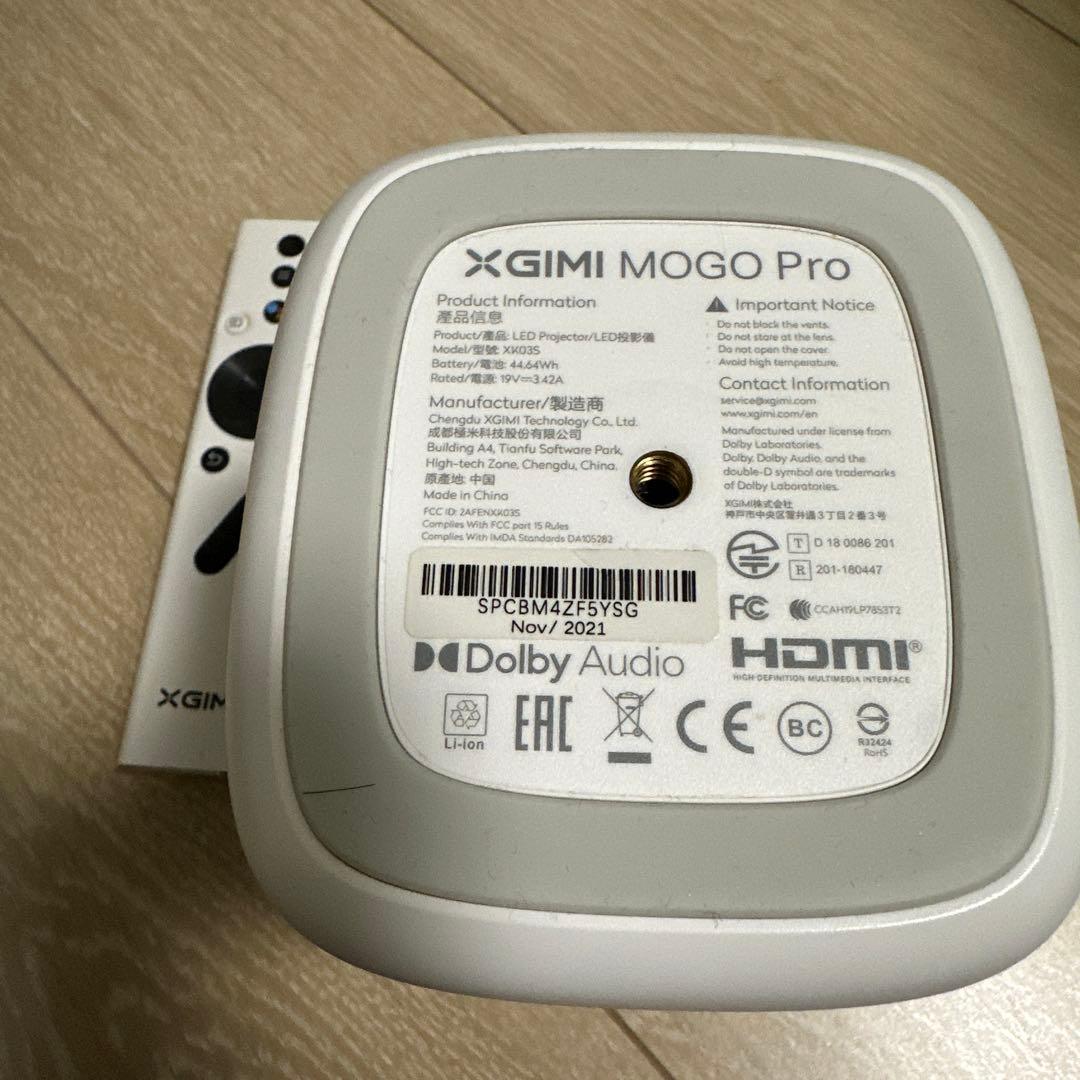 XGIMI MOGO Pro
Product Information
產品信息
Product/產品: LED Projector/LED投影儀
Model/型號: XK03S
Battery/電池: 44.64Wh
Rated/電源: 19V⎓3.42A
Manufacturer/製造商
Chengdu XGIMI Technology Co., Ltd.
成都極米科技股份有限公司
Building A4, Tianfu Software Park,
High-tech Zone, Chengdu, China.
原產地: 中国
Made in China
FCC ID: 2AFENXK03S
Complies With FCC part 15 Rules
Complies With IMDA Standards DA105282
SPCBM4ZF5YSG
Nov/ 2021
Important Notice
· Do not block the vents.
· Do not stare at the lens.
· Do not open the cover.
· Avoid high temperature.
Contact Information
service@xgimi.com
www.xgimi.com/en
Manufactured under license from
Dolby Laboratories.
Dolby, Dolby Audio, and the
double-D symbol are trademarks
of Dolby Laboratories.
XGIMI株式会社
神戸市中央区雲井通3丁目2番3号
T D 18 0086 201
R 201-180447
FC CCAH19LP7853T2
Dolby Audio
HDMI®
HIGH-DEFINITION MULTIMEDIA INTERFACE
Li-ion
EAC
CE
BC
R32424
RoHS
XGIM